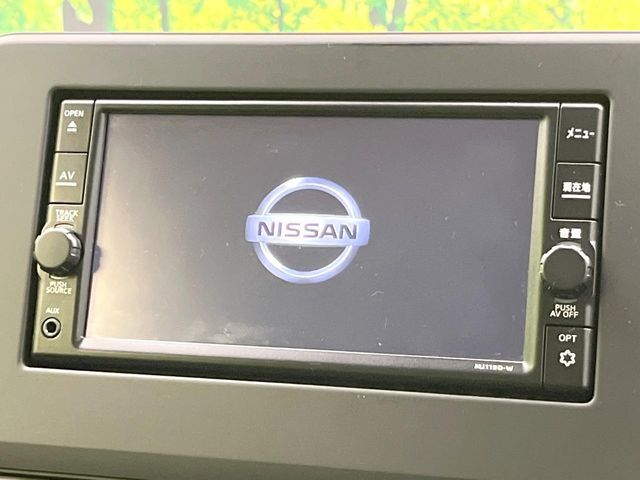 OPEN
AV
TRACK
SEEK
PUSH
SOURCE
AUX
NISSAN
メニュー
現在地
音量
PUSH
AV OFF
OPT
MJ119D-W